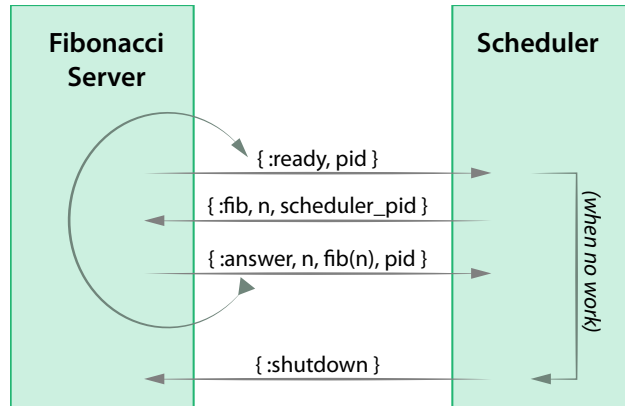 Fibonacci
Server
Scheduler
{ :ready, pid }
{ :fib, n, scheduler_pid }
{ :answer, n, fib(n), pid }
(when no work)
{ :shutdown }